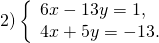 2) { 6x − 13y = 1,
4x + 5y = −13.